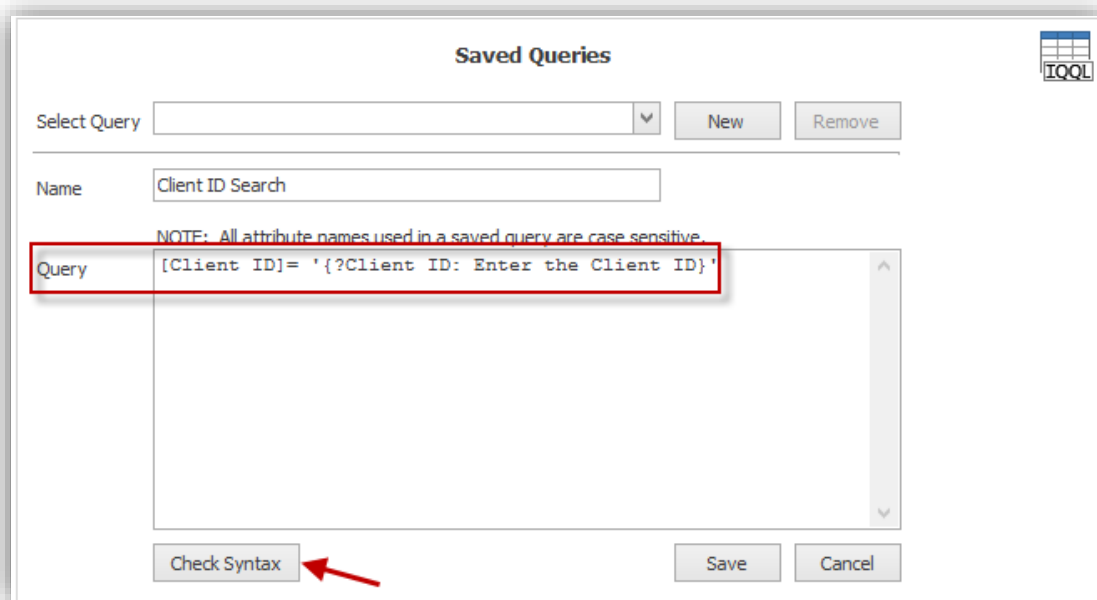 Saved Queries
IQQL
Select Query
New
Remove
Name
Client ID Search
NOTE: All attribute names used in a saved query are case sensitive.
Query
[Client ID]= '{?Client ID: Enter the Client ID}'
Check Syntax
Save
Cancel